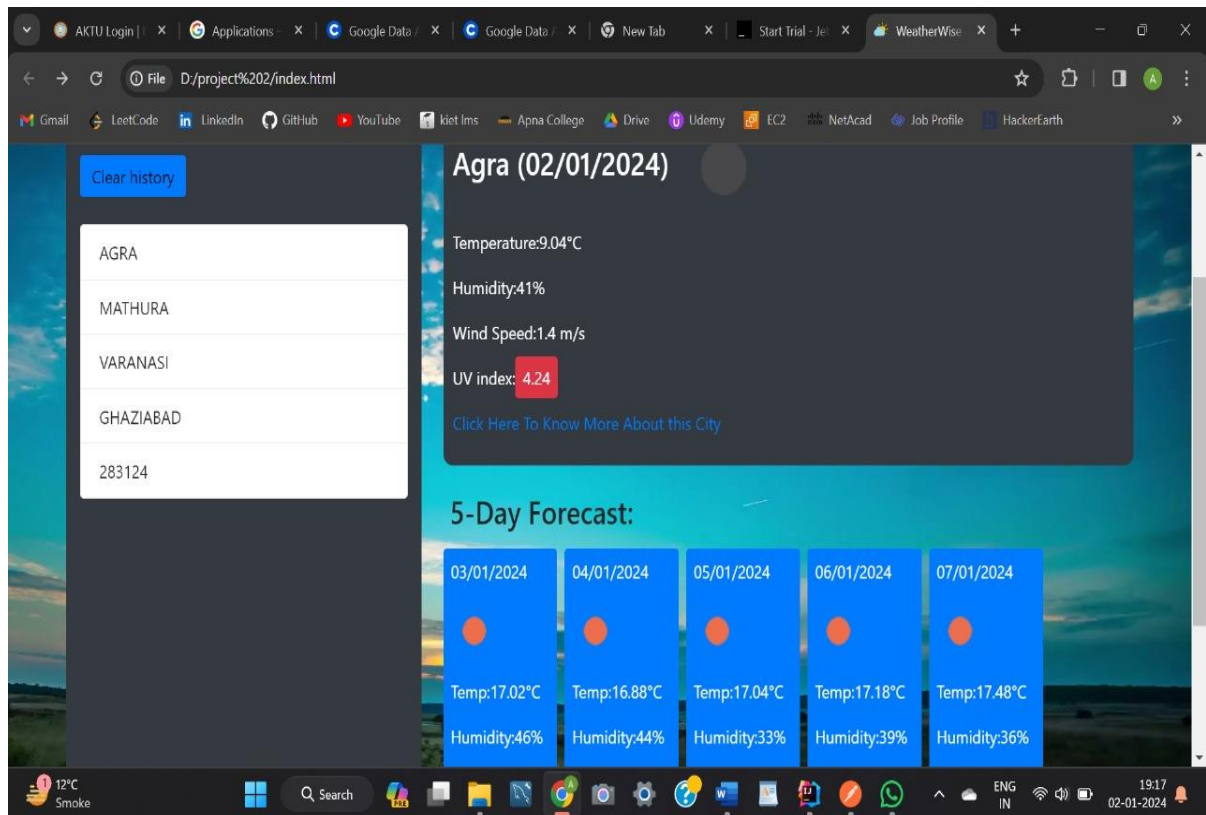 AKTU Login |
Applications -
Google Data
Google Data
New Tab
Start Trial - Je
WeatherWise
File D:/project%202/index.html
A
Gmail LeetCode LinkedIn GitHub YouTube kiet lms Apna College Drive Udemy EC2 NetAcad Job Profile HackerEarth »
Clear history
AGRA
MATHURA
VARANASI
GHAZIABAD
283124
Agra (02/01/2024)
Temperature:9.04°C
Humidity:41%
Wind Speed:1.4 m/s
UV index: 4.24
Click Here To Know More About this City
5-Day Forecast:
03/01/2024 04/01/2024 05/01/2024 06/01/2024 07/01/2024
Temp:17.02°C Temp:16.88°C Temp:17.04°C Temp:17.18°C Temp:17.48°C
Humidity:46% Humidity:44% Humidity:33% Humidity:39% Humidity:36%
1
12°C
Smoke
Search
PRE
ENG
IN
19:17
02-01-2024